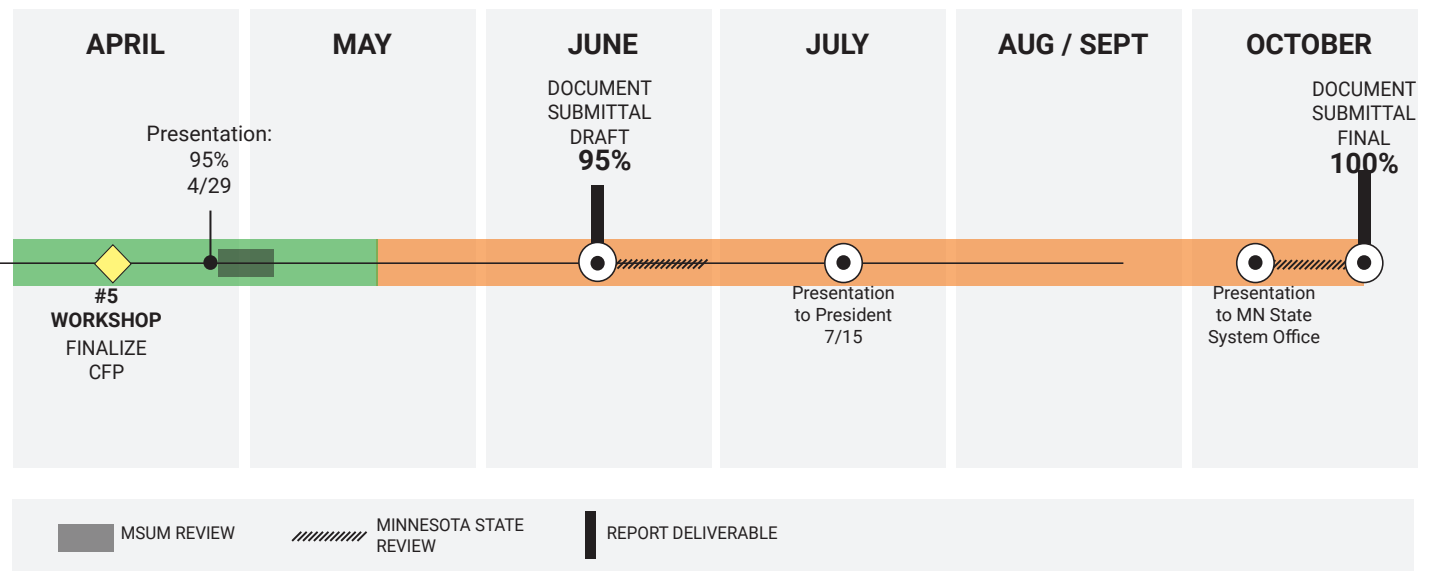 APRIL
MAY
JUNE
JULY
AUG / SEPT
OCTOBER
Presentation:
95%
4/29
DOCUMENT
SUBMITTAL
DRAFT
95%
DOCUMENT
SUBMITTAL
FINAL
100%
#5
WORKSHOP
FINALIZE
CFP
Presentation
to President
7/15
Presentation
to MN State
System Office
MSUM REVIEW
MINNESOTA STATE
REVIEW
REPORT DELIVERABLE